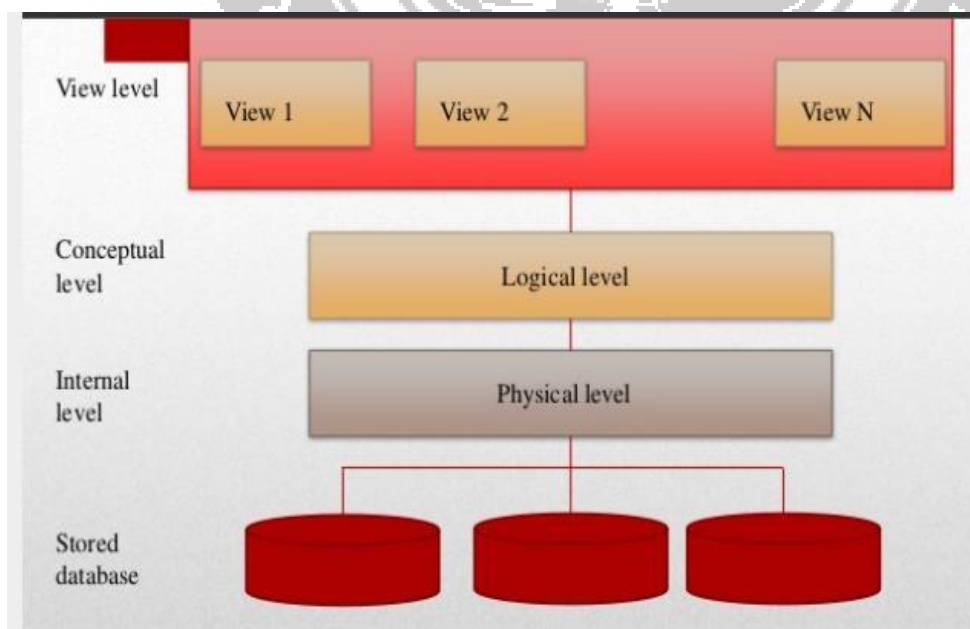 View level
View 1
View 2
View N
Conceptual
level
Logical level
Internal
level
Physical level
Stored
database